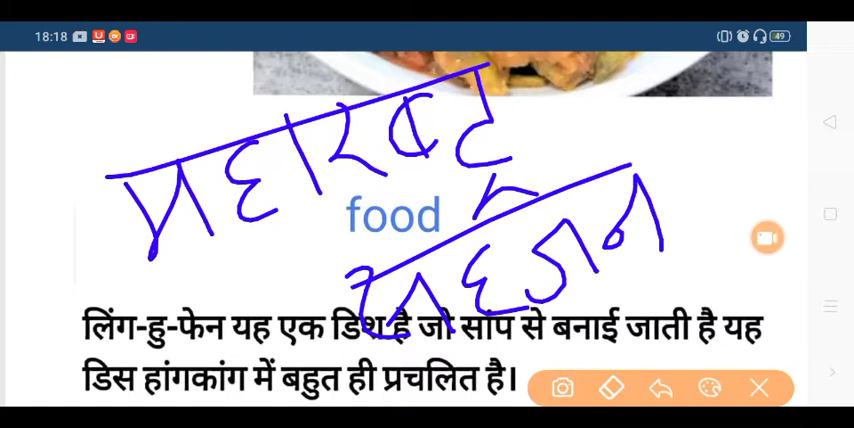 18:18 49
food
लिंग-हु-फेन यह एक डिश है जो सांप से बनाई जाती है यह
डिस हांगकांग में बहुत ही प्रचलित है।